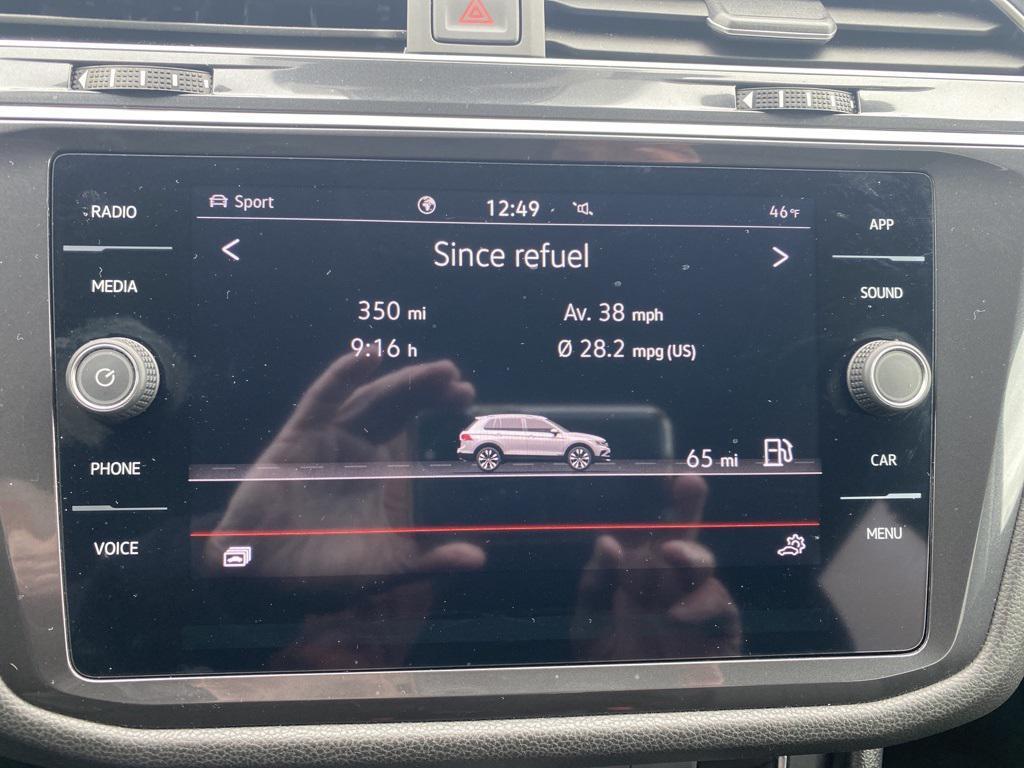 RADIO
MEDIA
PHONE
VOICE
Sport 12:49 46°F
< Since refuel >
350 mi Av. 38 mph
9:16 h Ø 28.2 mpg (US)
65 mi
APP
SOUND
CAR
MENU